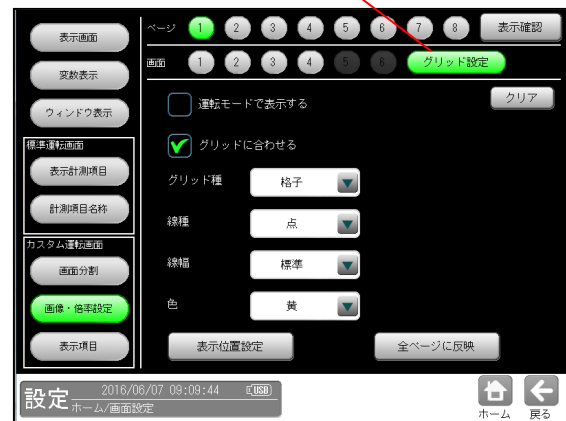 表示画面
変数表示
ウィンドウ表示
標準運転画面
表示計測項目
計測項目名称
カスタム運転画面
画面分割
画像・倍率設定
表示項目
ページ 1 2 3 4 5 6 7 8 表示確認
画面 1 2 3 4 5 6 グリッド設定
運転モードで表示する クリア
グリッドに合わせる
グリッド種 格子
線種 点
線幅 標準
色 黄
表示位置設定 全ページに反映
設定 2016/06/07 09:09:44 USB
ホーム/画面設定
ホーム 戻る